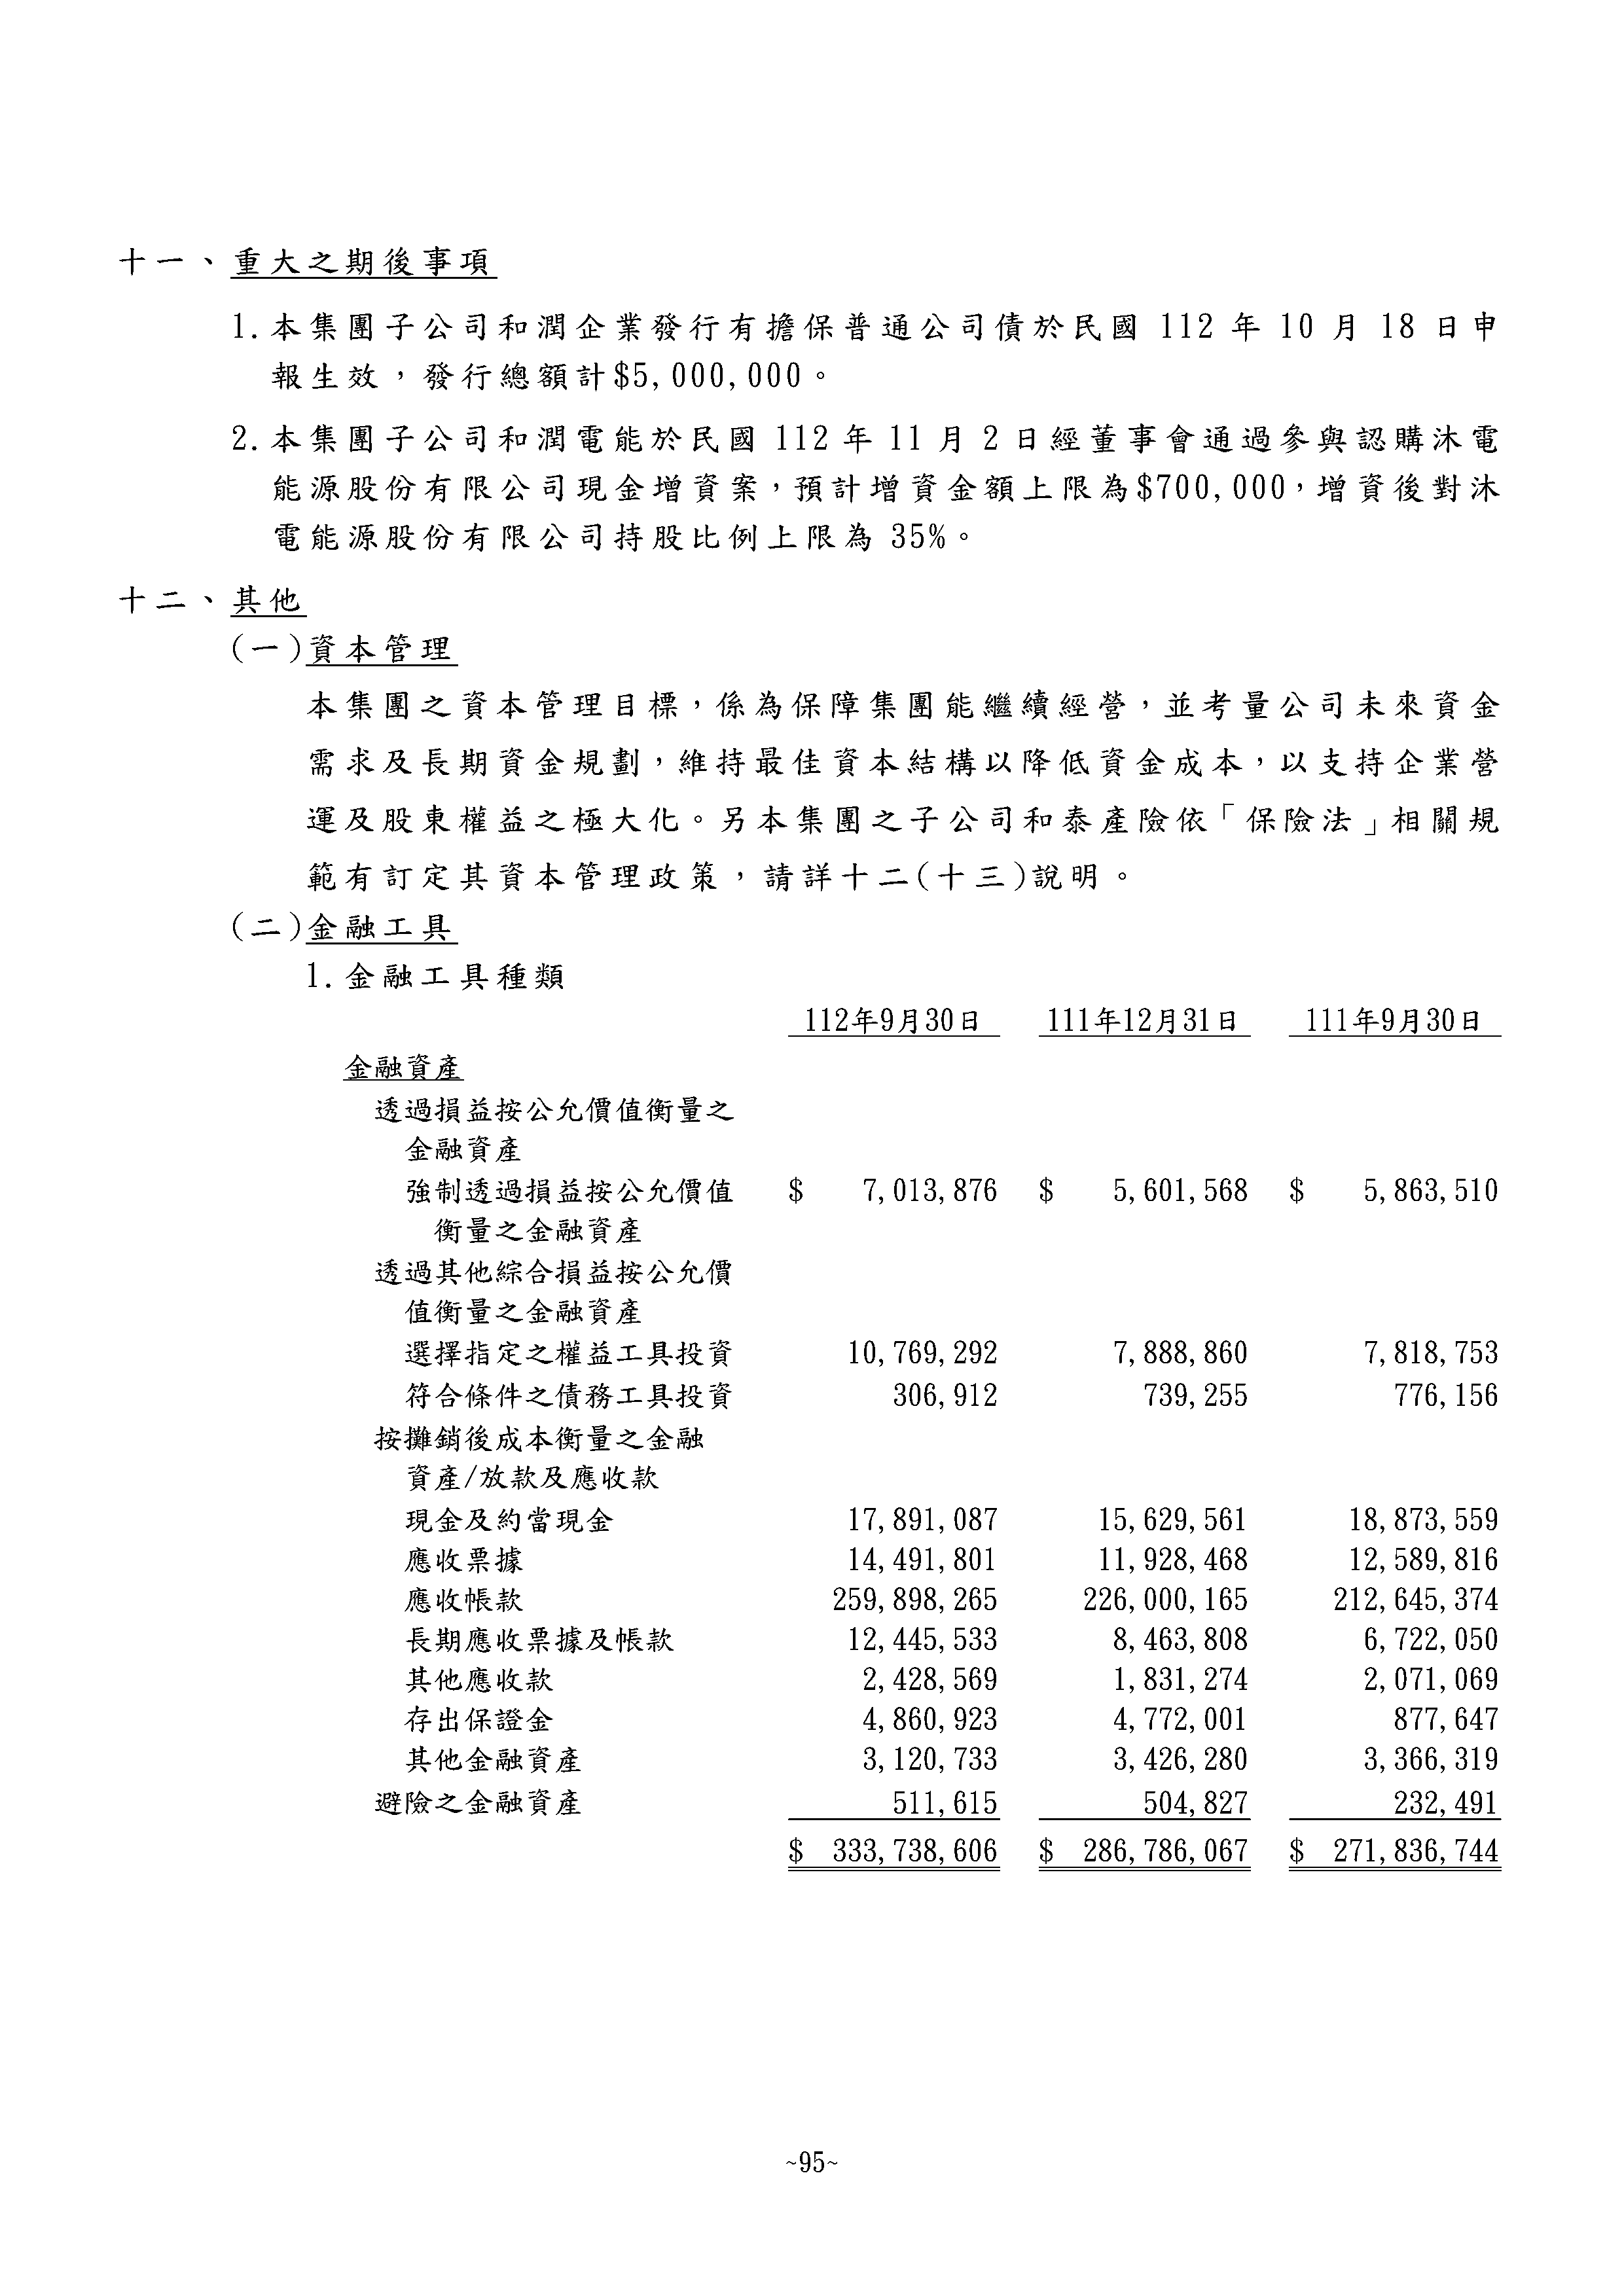 十一、重大之期後事項
1.本集團子公司和潤企業發行有擔保普通公司債於民國 112 年 10 月 18 日申
報生效，發行總額計$5,000,000。
2.本集團子公司和潤電能於民國 112 年 11 月 2 日經董事會通過參與認購沐電
能源股份有限公司現金增資案，預計增資金額上限為$700,000，增資後對沐
電能源股份有限公司持股比例上限為 35%。
十二、其他
(一)資本管理
本集團之資本管理目標，係為保障集團能繼續經營，並考量公司未來資金
需求及長期資金規劃，維持最佳資本結構以降低資金成本，以支持企業營
運及股東權益之極大化。另本集團之子公司和泰產險依「保險法」相關規
範有訂定其資本管理政策，請詳十二(十三)說明。
(二)金融工具
1.金融工具種類
112年9月30日 111年12月31日 111年9月30日
金融資產
透過損益按公允價值衡量之
金融資產
強制透過損益按公允價值 $ 7,013,876 $ 5,601,568 $ 5,863,510
衡量之金融資產
透過其他綜合損益按公允價
值衡量之金融資產
選擇指定之權益工具投資 10,769,292 7,888,860 7,818,753
符合條件之債務工具投資 306,912 739,255 776,156
按攤銷後成本衡量之金融
資產/放款及應收款
現金及約當現金 17,891,087 15,629,561 18,873,559
應收票據 14,491,801 11,928,468 12,589,816
應收帳款 259,898,265 226,000,165 212,645,374
長期應收票據及帳款 12,445,533 8,463,808 6,722,050
其他應收款 2,428,569 1,831,274 2,071,069
存出保證金 4,860,923 4,772,001 877,647
其他金融資產 3,120,733 3,426,280 3,366,319
避險之金融資產 511,615 504,827 232,491
$ 333,738,606 $ 286,786,067 $ 271,836,744
~95~